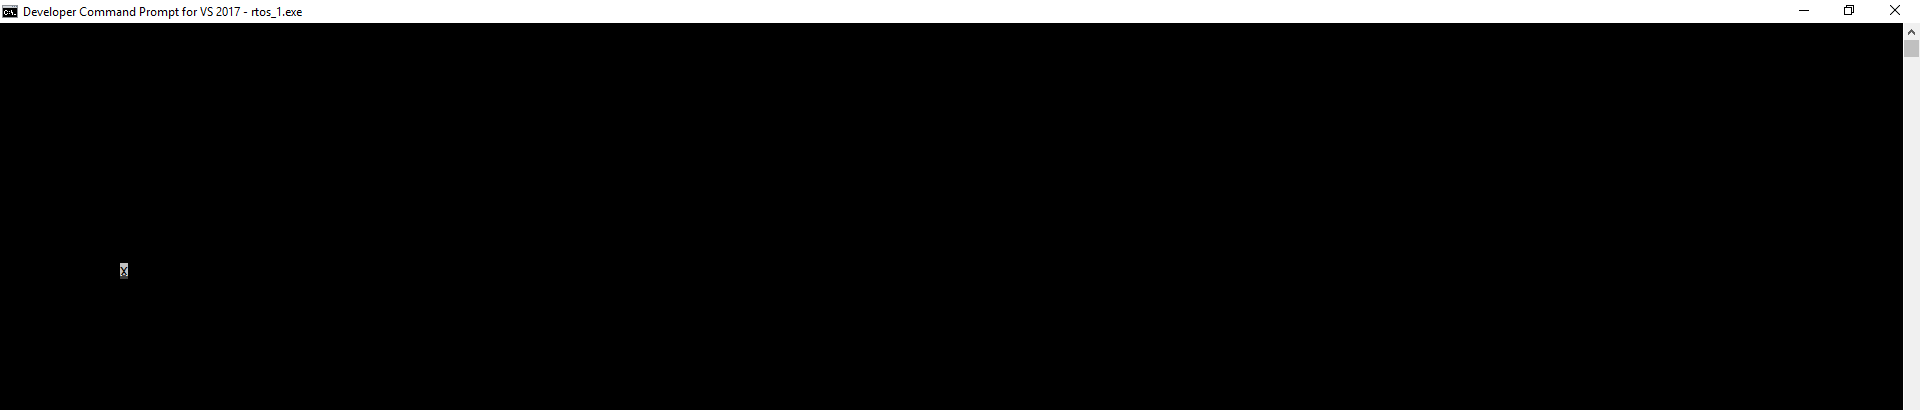 Developer Command Prompt for VS 2017 - rtos_1.exe